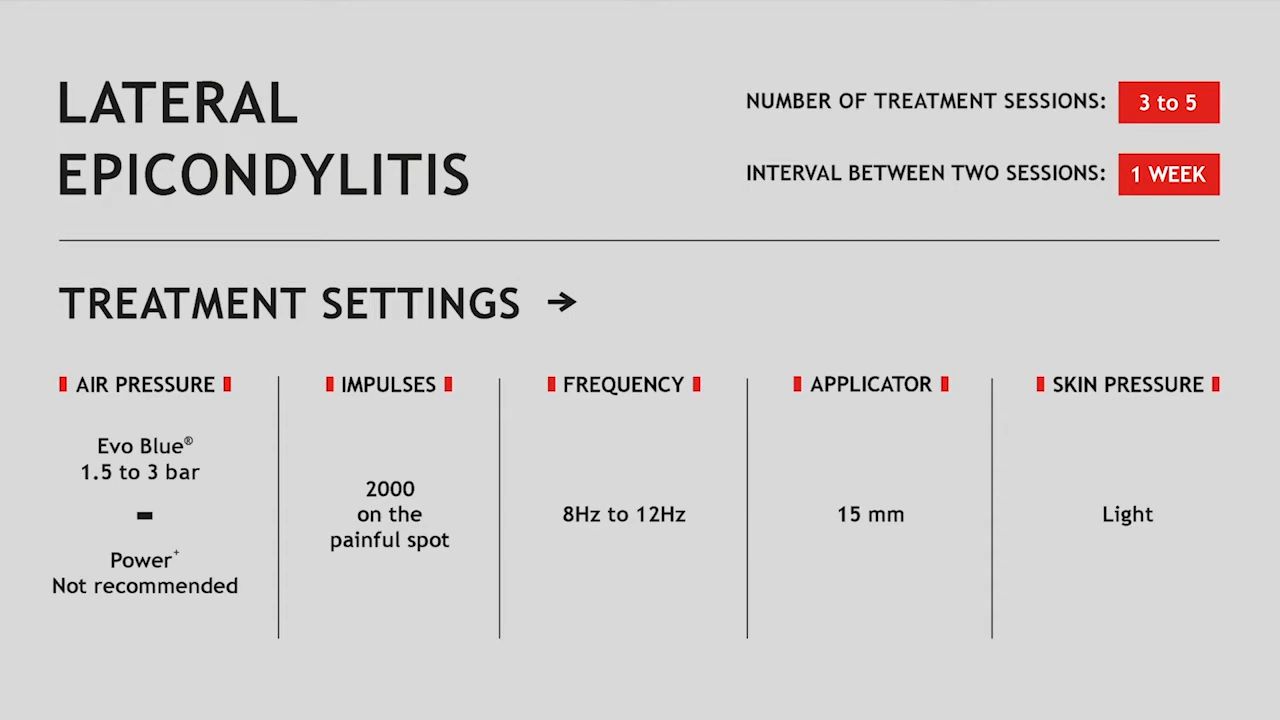 LATERAL
EPICONDYLITIS
NUMBER OF TREATMENT SESSIONS: 3 to 5
INTERVAL BETWEEN TWO SESSIONS: 1 WEEK
TREATMENT SETTINGS →
AIR PRESSURE
Evo Blue®
1.5 to 3 bar
-
Power⁺
Not recommended
IMPULSES
2000
on the
painful spot
FREQUENCY
8Hz to 12Hz
APPLICATOR
15 mm
SKIN PRESSURE
Light